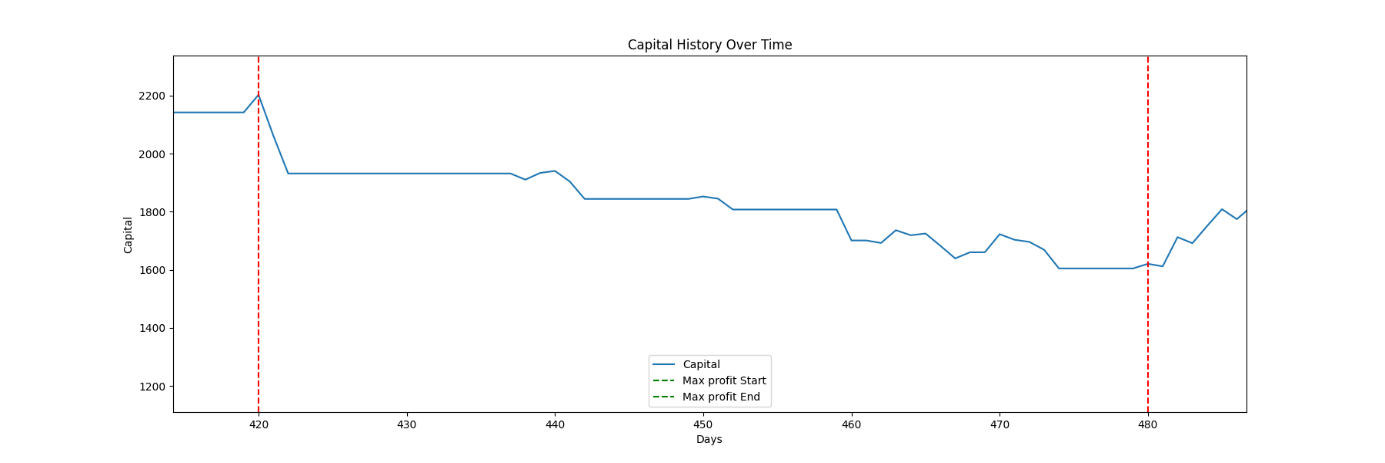 Capital History Over Time
Capital
2200
2000
1800
1600
1400
1200
Capital
Max profit Start
Max profit End
420
430
440
450
460
470
480
Days